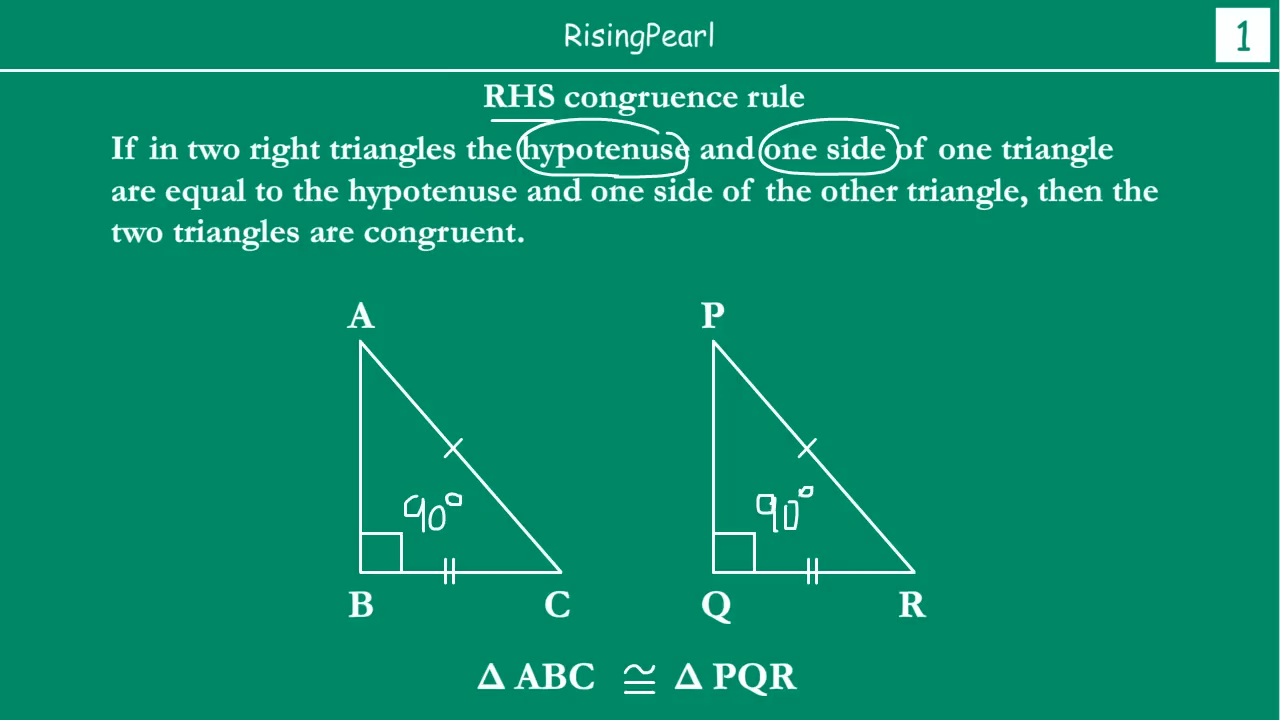 RisingPearl
1
RHS congruence rule
If in two right triangles the hypotenuse and one side of one triangle
are equal to the hypotenuse and one side of the other triangle, then the
two triangles are congruent.
A P
90° 90°
B C Q R
Δ ABC ≅ Δ PQR